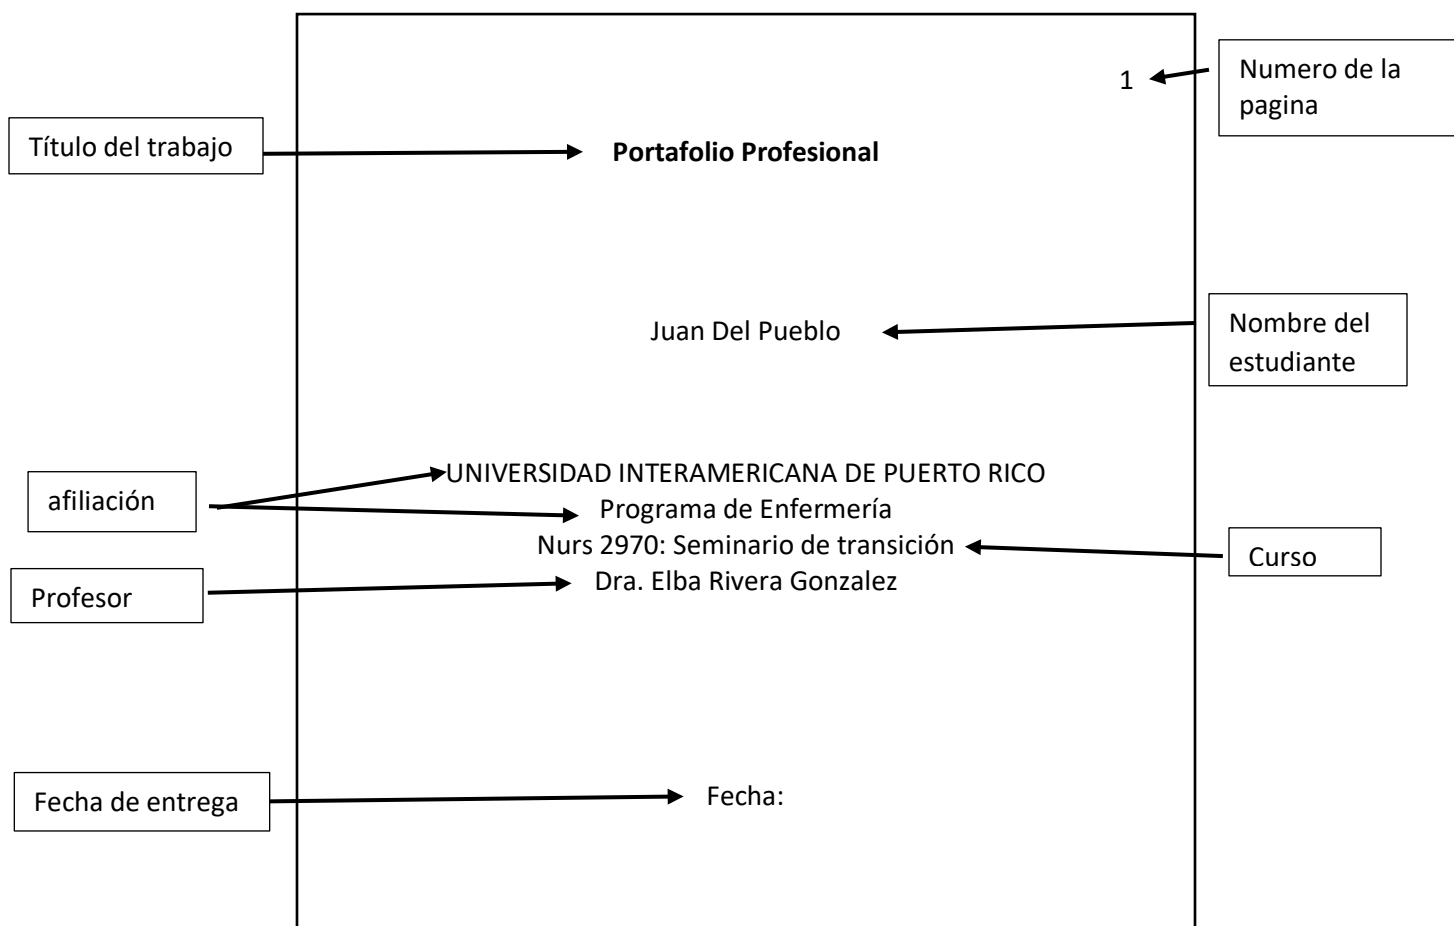 1
Numero de la
pagina
Título del trabajo
Portafolio Profesional
Juan Del Pueblo
Nombre del
estudiante
UNIVERSIDAD INTERAMERICANA DE PUERTO RICO
afiliación
Programa de Enfermería
Nurs 2970: Seminario de transición
Curso
Profesor
Dra. Elba Rivera Gonzalez
Fecha de entrega
Fecha: